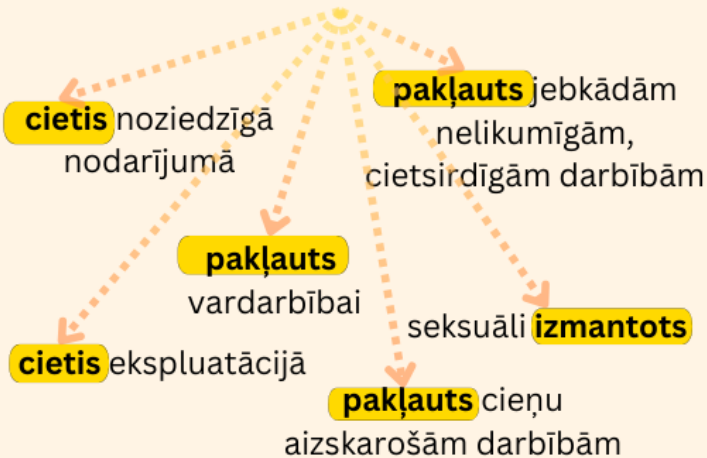 cietis noziedzīgā
nodarījumā
pakļauts jebkādām
nelikumīgām,
cietsirdīgām darbībām
pakļauts
vardarbībai
seksuāli izmantots
cietis ekspluatācijā
pakļauts cieņu
aizskarošām darbībām